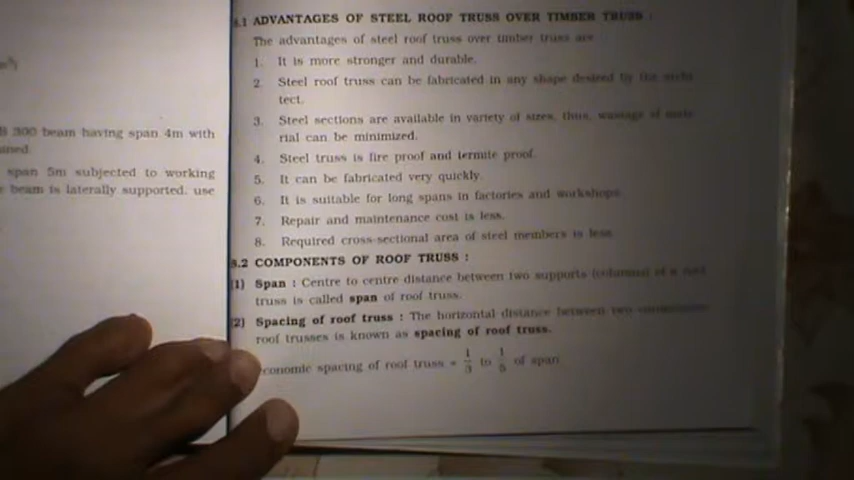 B 300 beam having span 4m with
span 5m subjected to working
beam is laterally supported, use
8.1 ADVANTAGES OF STEEL ROOF TRUSS OVER TIMBER TRUSS :
The advantages of steel roof truss over timber truss are
1. It is more stronger and durable.
2. Steel roof truss can be fabricated in any shape desired by the archi
tect.
3. Steel sections are available in variety of sizes, thus, wastage of mate
rial can be minimized.
4. Steel truss is fire proof and termite proof.
5. It can be fabricated very quickly.
6. It is suitable for long spans in factories and workshops.
7. Repair and maintenance cost is less.
8. Required cross-sectional area of steel members is less.
8.2 COMPONENTS OF ROOF TRUSS :
(1) Span : Centre to centre distance between two supports (columns) of a roof
truss is called span of roof truss.
(2) Spacing of roof truss : The horizontal distance between two consecutive
roof trusses is known as spacing of roof truss.
conomic spacing of roof truss = 1/3 to 1/5 of span